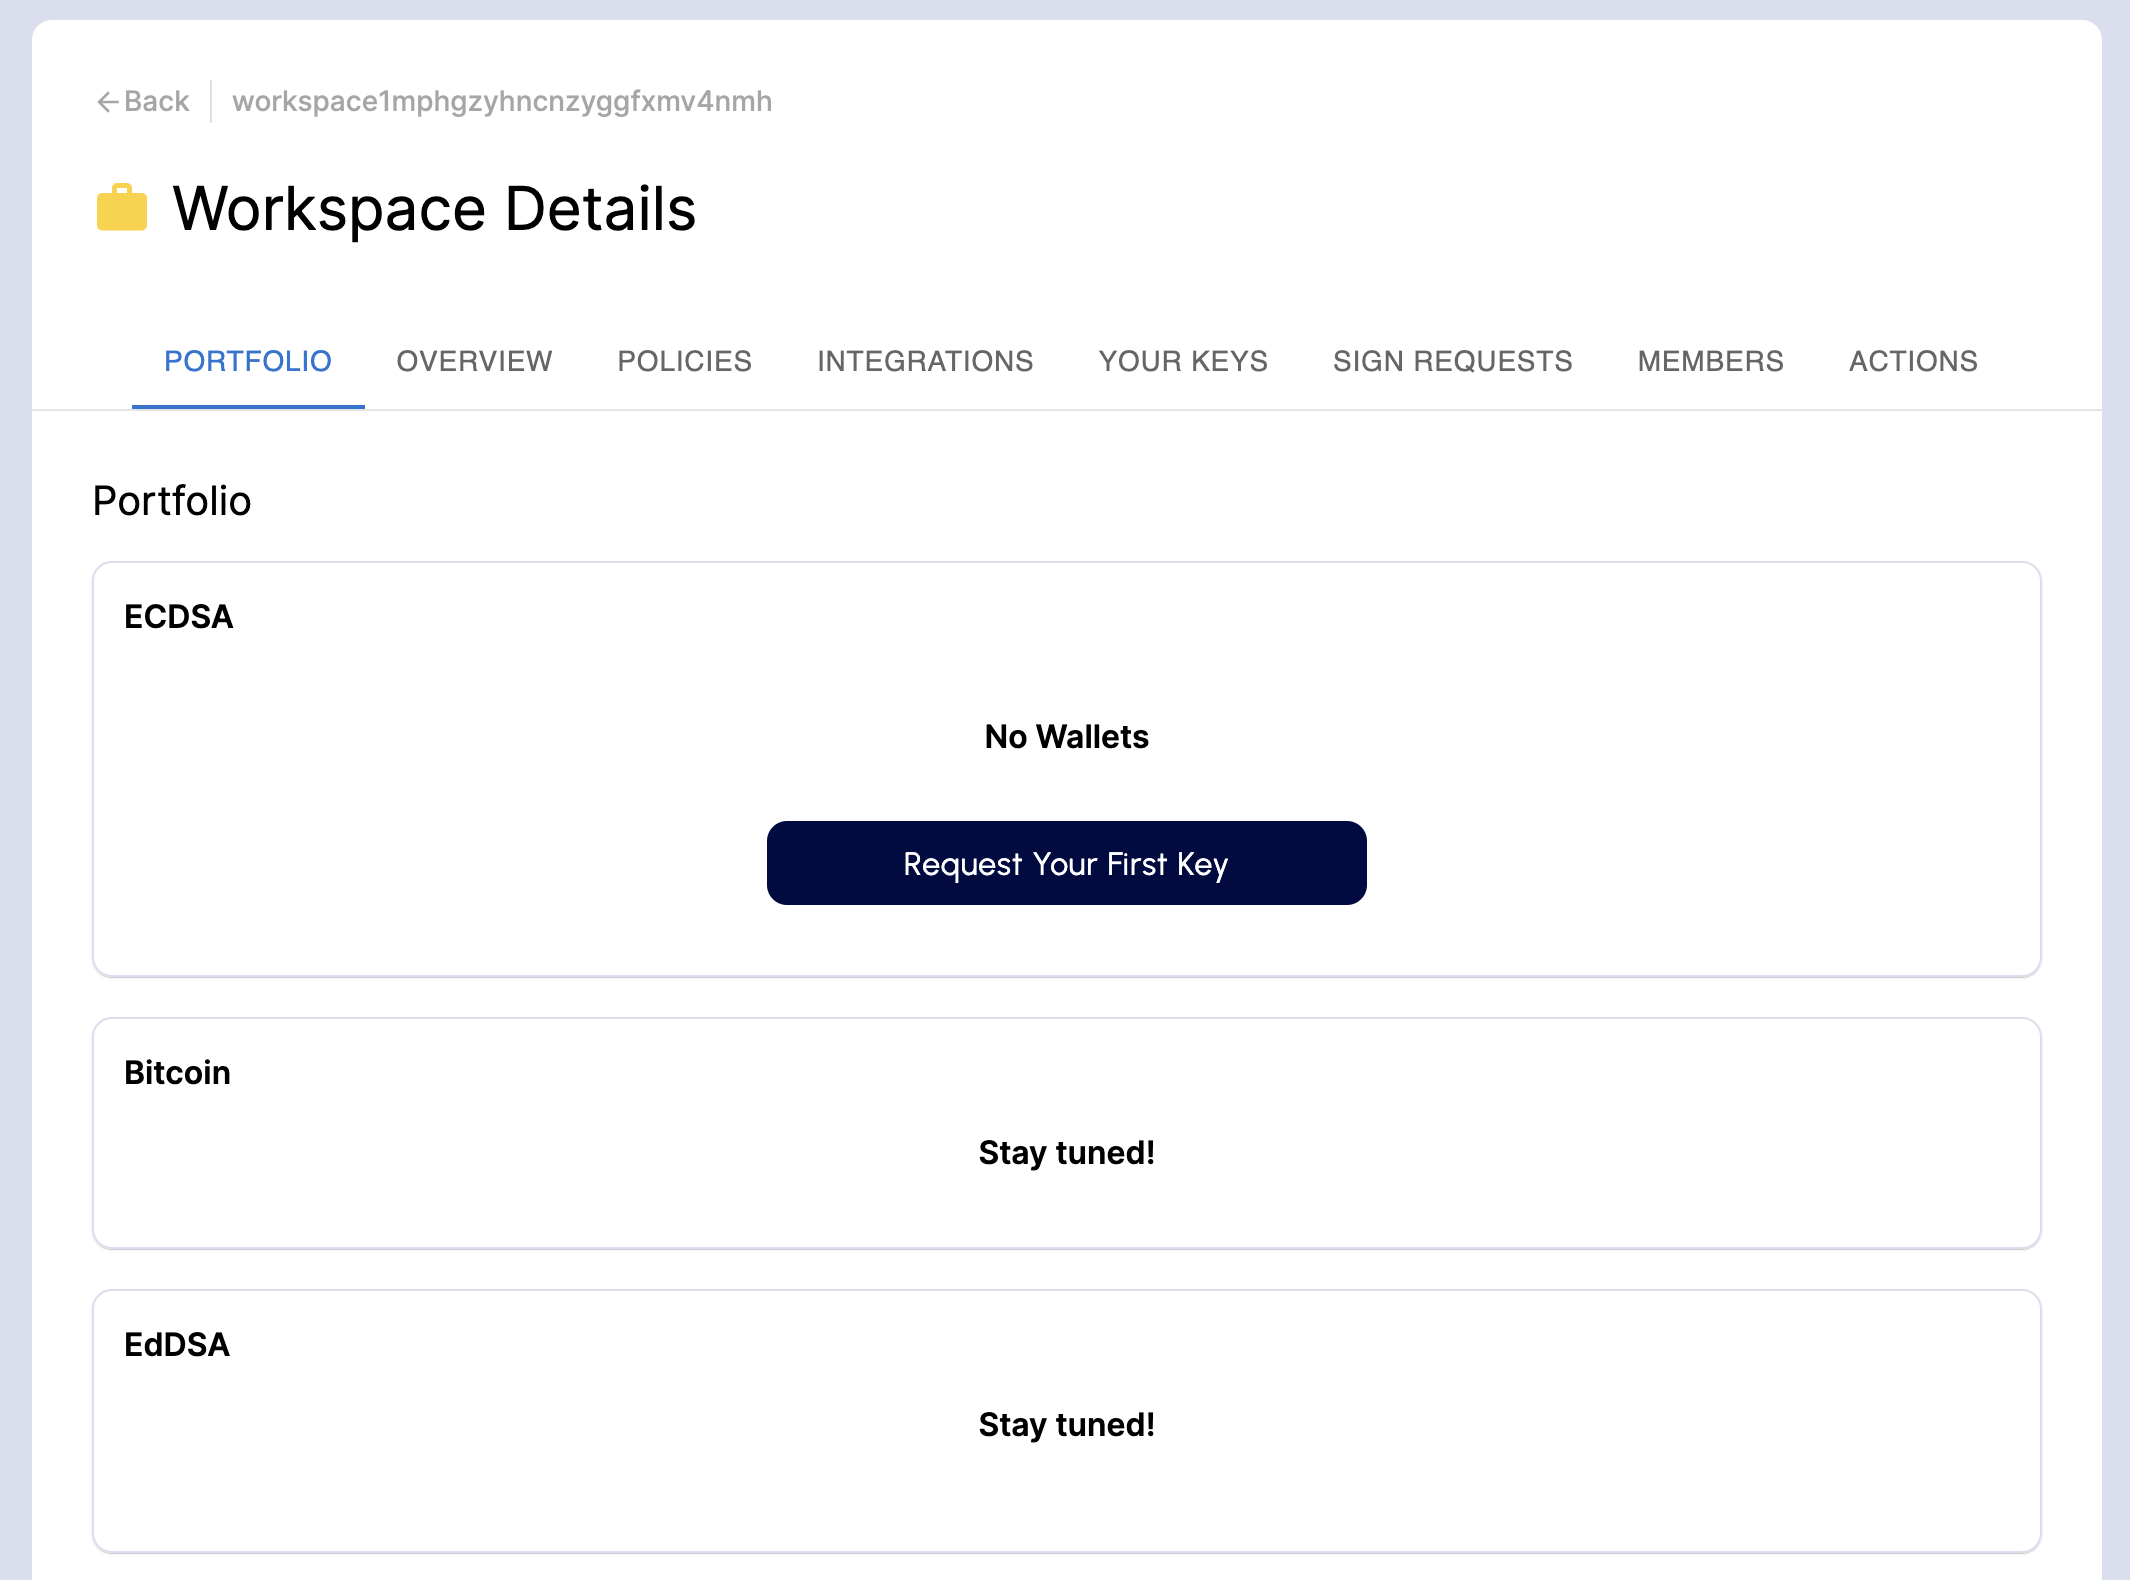 Back
workspace1mphgzyhncnzyggfxmv4nmh
Workspace Details
PORTFOLIO OVERVIEW POLICIES INTEGRATIONS YOUR KEYS SIGN REQUESTS MEMBERS ACTIONS
Portfolio
ECDSA
No Wallets
Request Your First Key
Bitcoin
Stay tuned!
EdDSA
Stay tuned!